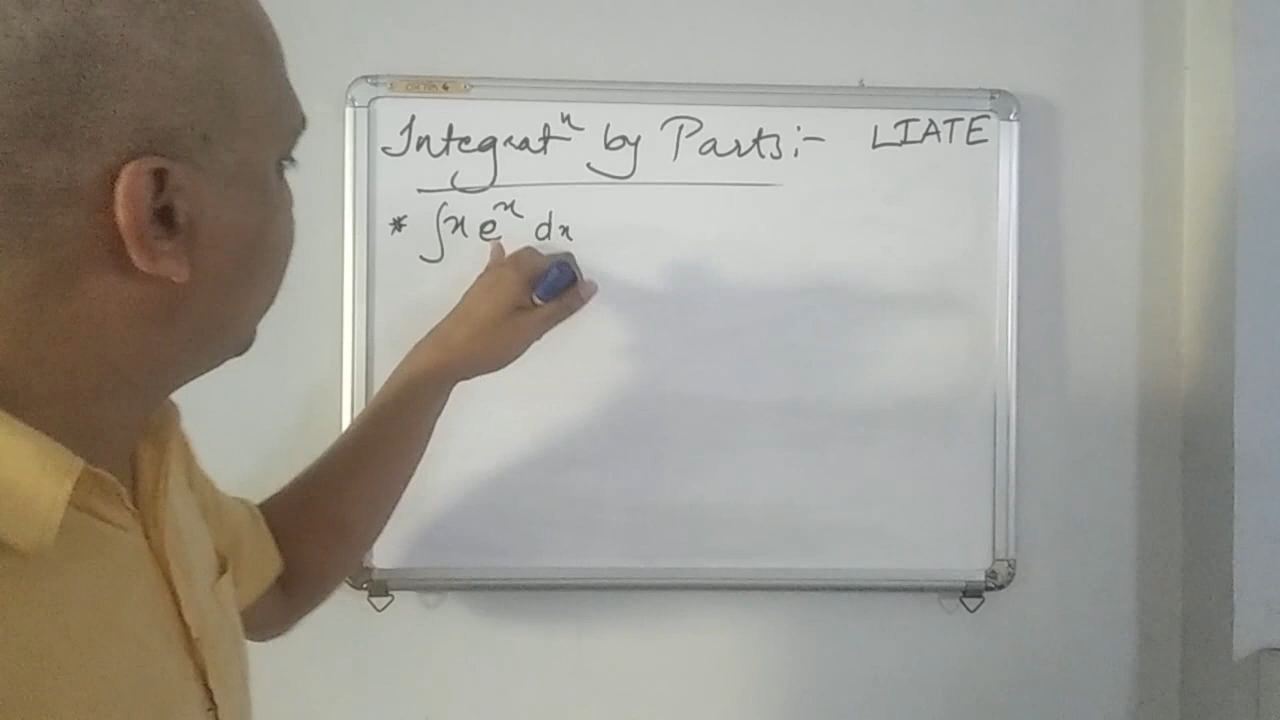 Integratⁿ by Parts:- LIATE
* ∫x eˣ dx